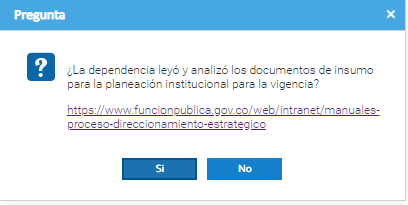 Pregunta
¿La dependencia leyó y analizó los documentos de insumo
para la planeación institucional para la vigencia?
https://www.funcionpublica.gov.co/web/intranet/manuales-
proceso-direccionamiento-estrategico
Si
No